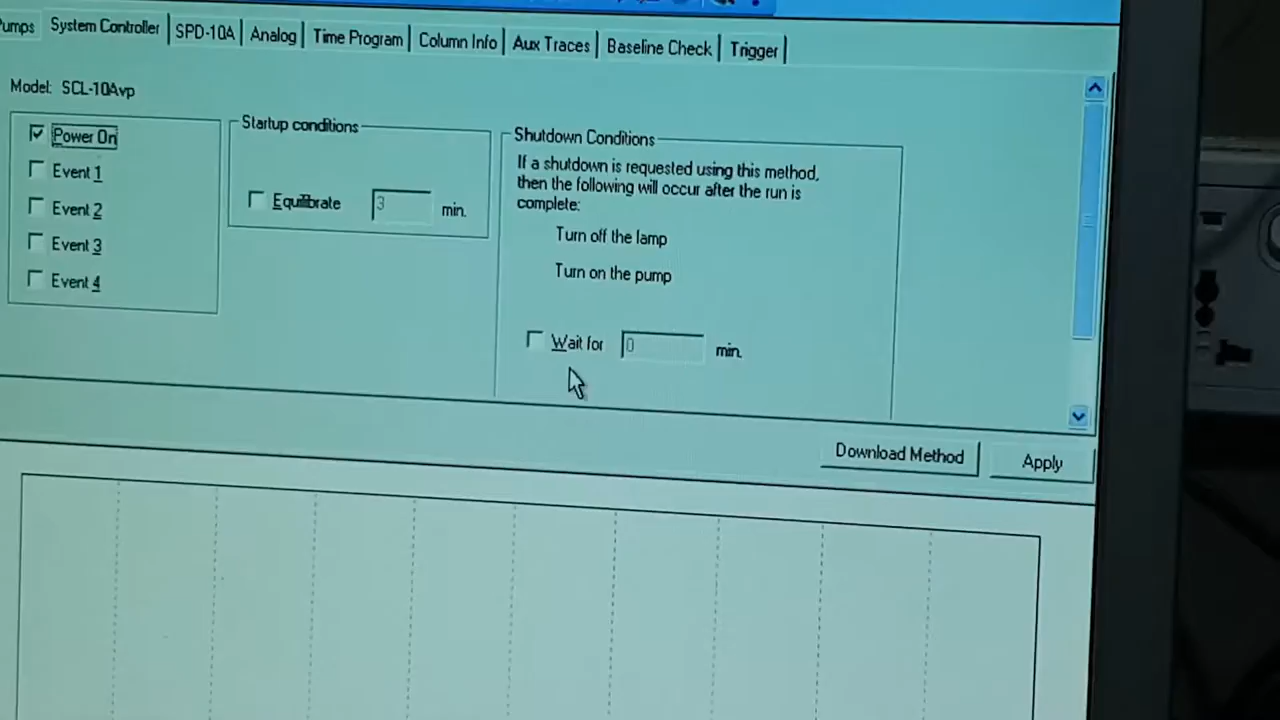 Pumps System Controller SPD-10A Analog Time Program Column Info Aux Traces Baseline Check Trigger
Model: SCL-10Avp
Power On
Event 1
Event 2
Event 3
Event 4
Startup conditions
Equilibrate 3 min.
Shutdown Conditions
If a shutdown is requested using this method,
then the following will occur after the run is
complete:
Turn off the lamp
Turn on the pump
Wait for 0 min.
Download Method Apply